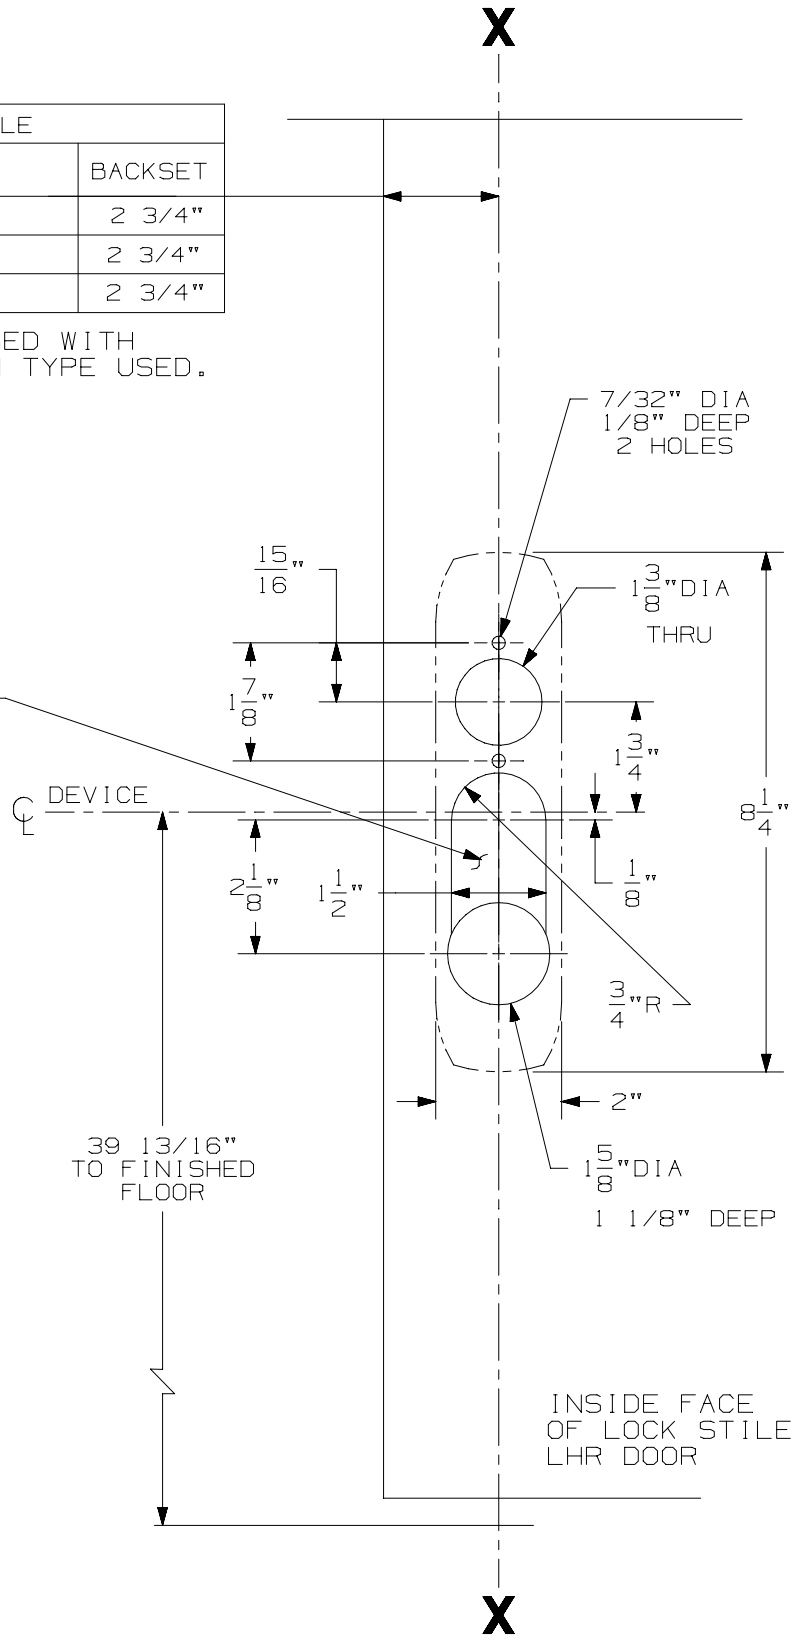 X
LE
BACKSET
2 3/4"
2 3/4"
2 3/4"
ED WITH
TYPE USED.
7/32" DIA
1/8" DEEP
2 HOLES
15/16"
1 3/8" DIA
THRU
1 7/8"
1 3/4"
CL DEVICE
8 1/4"
2 1/8"
1 1/2"
1/8"
3/4" R
2"
39 13/16"
TO FINISHED
FLOOR
1 5/8" DIA
1 1/8" DEEP
INSIDE FACE
OF LOCK STILE
LHR DOOR
X